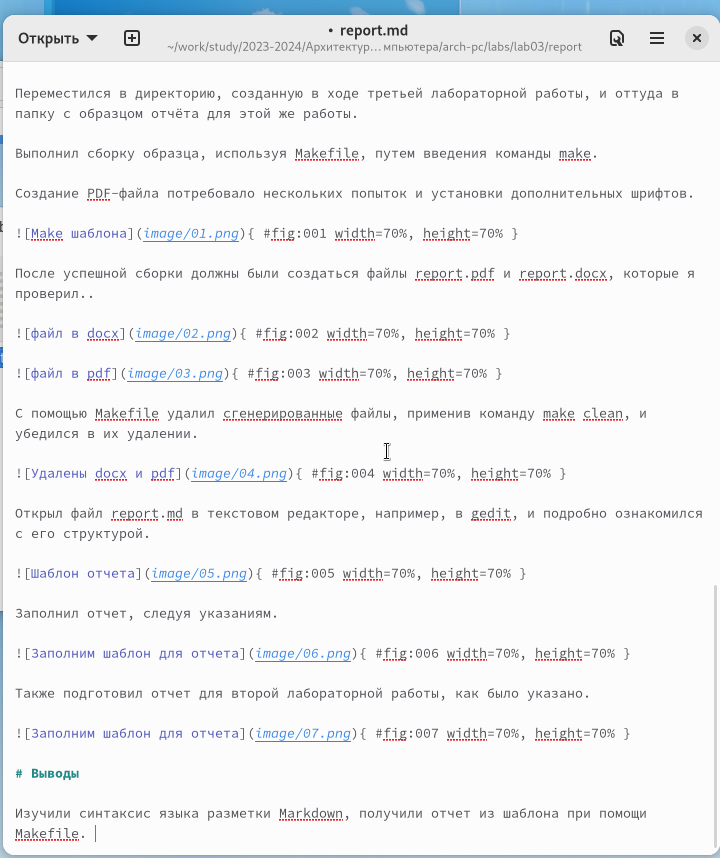 Открыть
• report.md
~/work/study/2023-2024/Архитектур…мпьютера/arch-pc/labs/lab03/report
Переместился в директорию, созданную в ходе третьей лабораторной работы, и оттуда в
папку с образцом отчёта для этой же работы.
Выполнил сборку образца, используя Makefile, путем введения команды make.
Создание PDF-файла потребовало нескольких попыток и установки дополнительных шрифтов.
![Make шаблона](image/01.png){ #fig:001 width=70%, height=70% }
После успешной сборки должны были создаться файлы report.pdf и report.docx, которые я
проверил..
![файл в docx](image/02.png){ #fig:002 width=70%, height=70% }
![файл в pdf](image/03.png){ #fig:003 width=70%, height=70% }
С помощью Makefile удалил сгенерированные файлы, применив команду make clean, и
убедился в их удалении.
![Удалены docx и pdf](image/04.png){ #fig:004 width=70%, height=70% }
Открыл файл report.md в текстовом редакторе, например, в gedit, и подробно ознакомился
с его структурой.
![Шаблон отчета](image/05.png){ #fig:005 width=70%, height=70% }
Заполнил отчет, следуя указаниям.
![Заполним шаблон для отчета](image/06.png){ #fig:006 width=70%, height=70% }
Также подготовил отчет для второй лабораторной работы, как было указано.
![Заполним шаблон для отчета](image/07.png){ #fig:007 width=70%, height=70% }
# Выводы
Изучили синтаксис языка разметки Markdown, получили отчет из шаблона при помощи
Makefile.